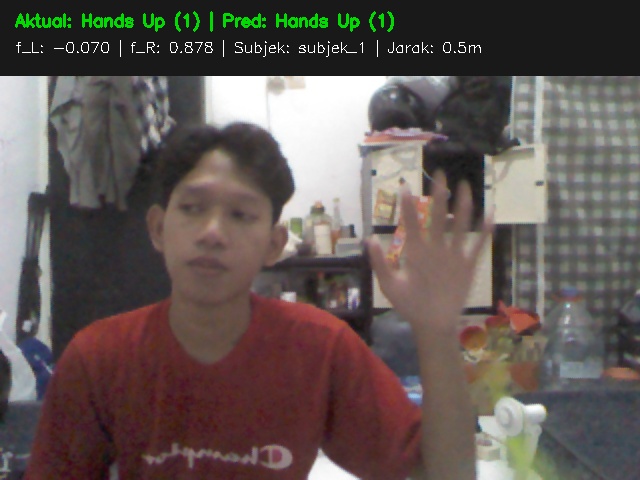 Aktual: Hands Up (1) | Pred: Hands Up (1)
f_L: -0.070 | f_R: 0.878 | Subjek: subjek_1 | Jarak: 0.5m
Champion